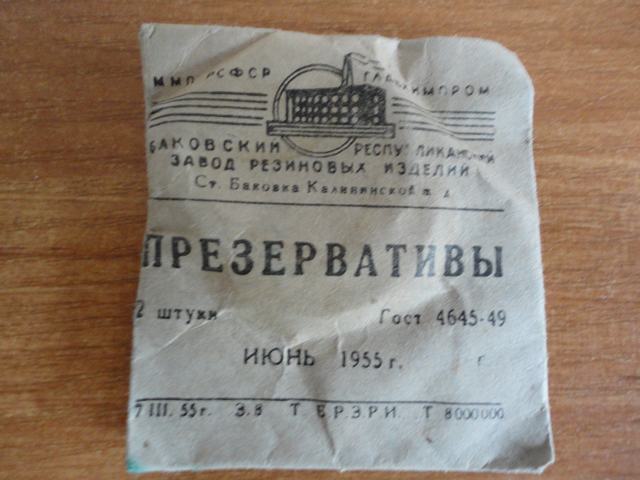 ММП РСФСР ГЛАВХИМПРОМ
БАКОВСКИЙ РЕСПУБЛИКАНСКИЙ
ЗАВОД РЕЗИНОВЫХ ИЗДЕЛИЙ
Ст. Баковка Калининской ж. д.
ПРЕЗЕРВАТИВЫ
2 штуки Гост 4645-49
ИЮНЬ 1955 г. г
7 III. 55 г. З. 8 Т. 8000000